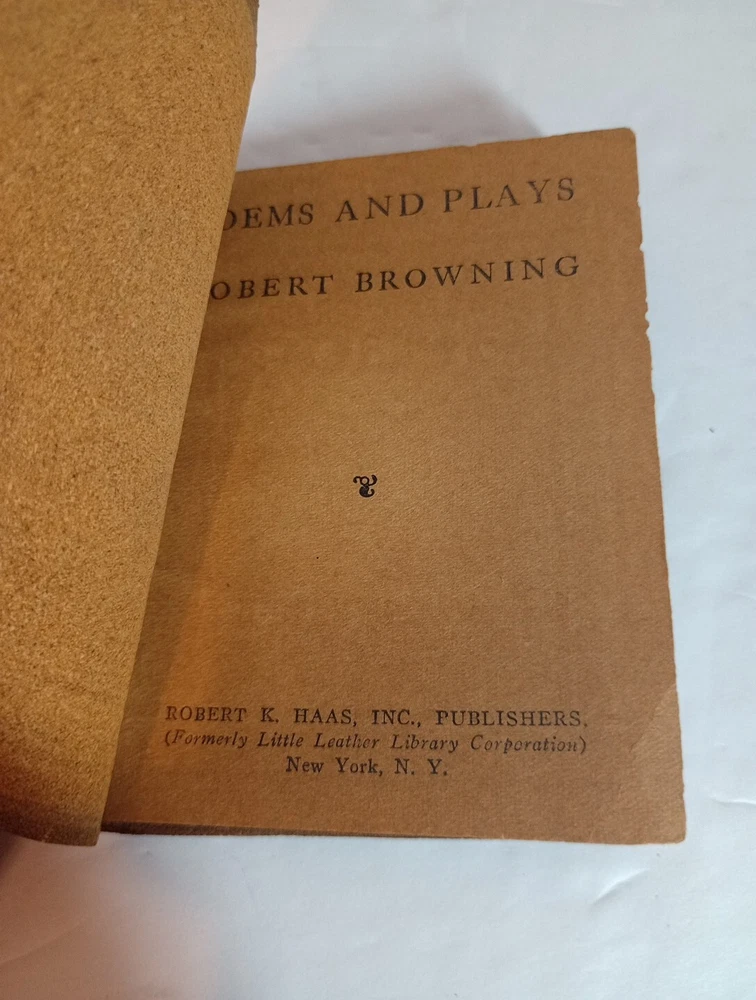 OEMS AND PLAYS
OBERT BROWNING
ROBERT K. HAAS, INC., PUBLISHERS.
(Formerly Little Leather Library Corporation)
New York, N. Y.